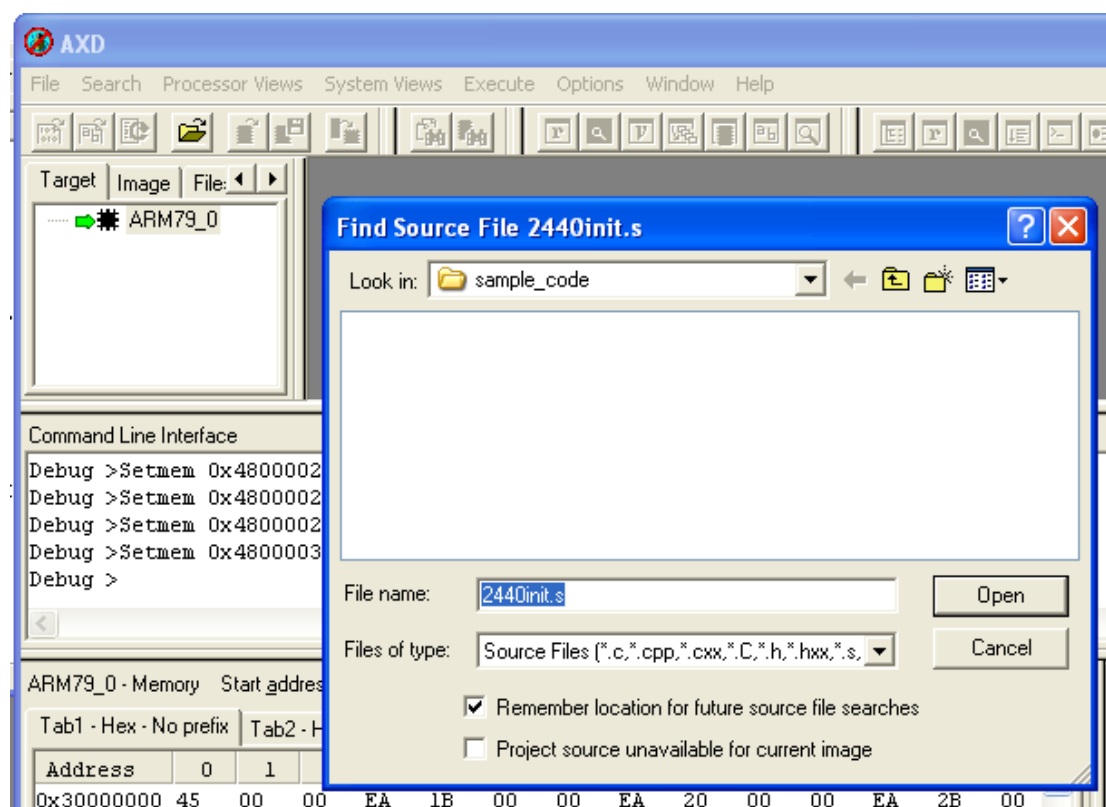 AXD
File Search Processor Views System Views Execute Options Window Help
Target Image File:
ARM79_0
Find Source File 2440init.s
Look in: sample_code
Command Line Interface
Debug >Setmem 0x4800002
Debug >Setmem 0x4800002
Debug >Setmem 0x4800002
Debug >Setmem 0x4800003
Debug >
File name: 2440init.s Open
Files of type: Source Files (*.c,*.cpp,*.cxx,*.C,*.h,*.hxx,*.s, Cancel
Remember location for future source file searches
Project source unavailable for current image
ARM79_0 - Memory Start addres
Tab1 - Hex - No prefix Tab2 - H
Address 0 1
0x30000000 45 00 00 EA 1B 00 00 EA 20 00 00 EA 2B 00